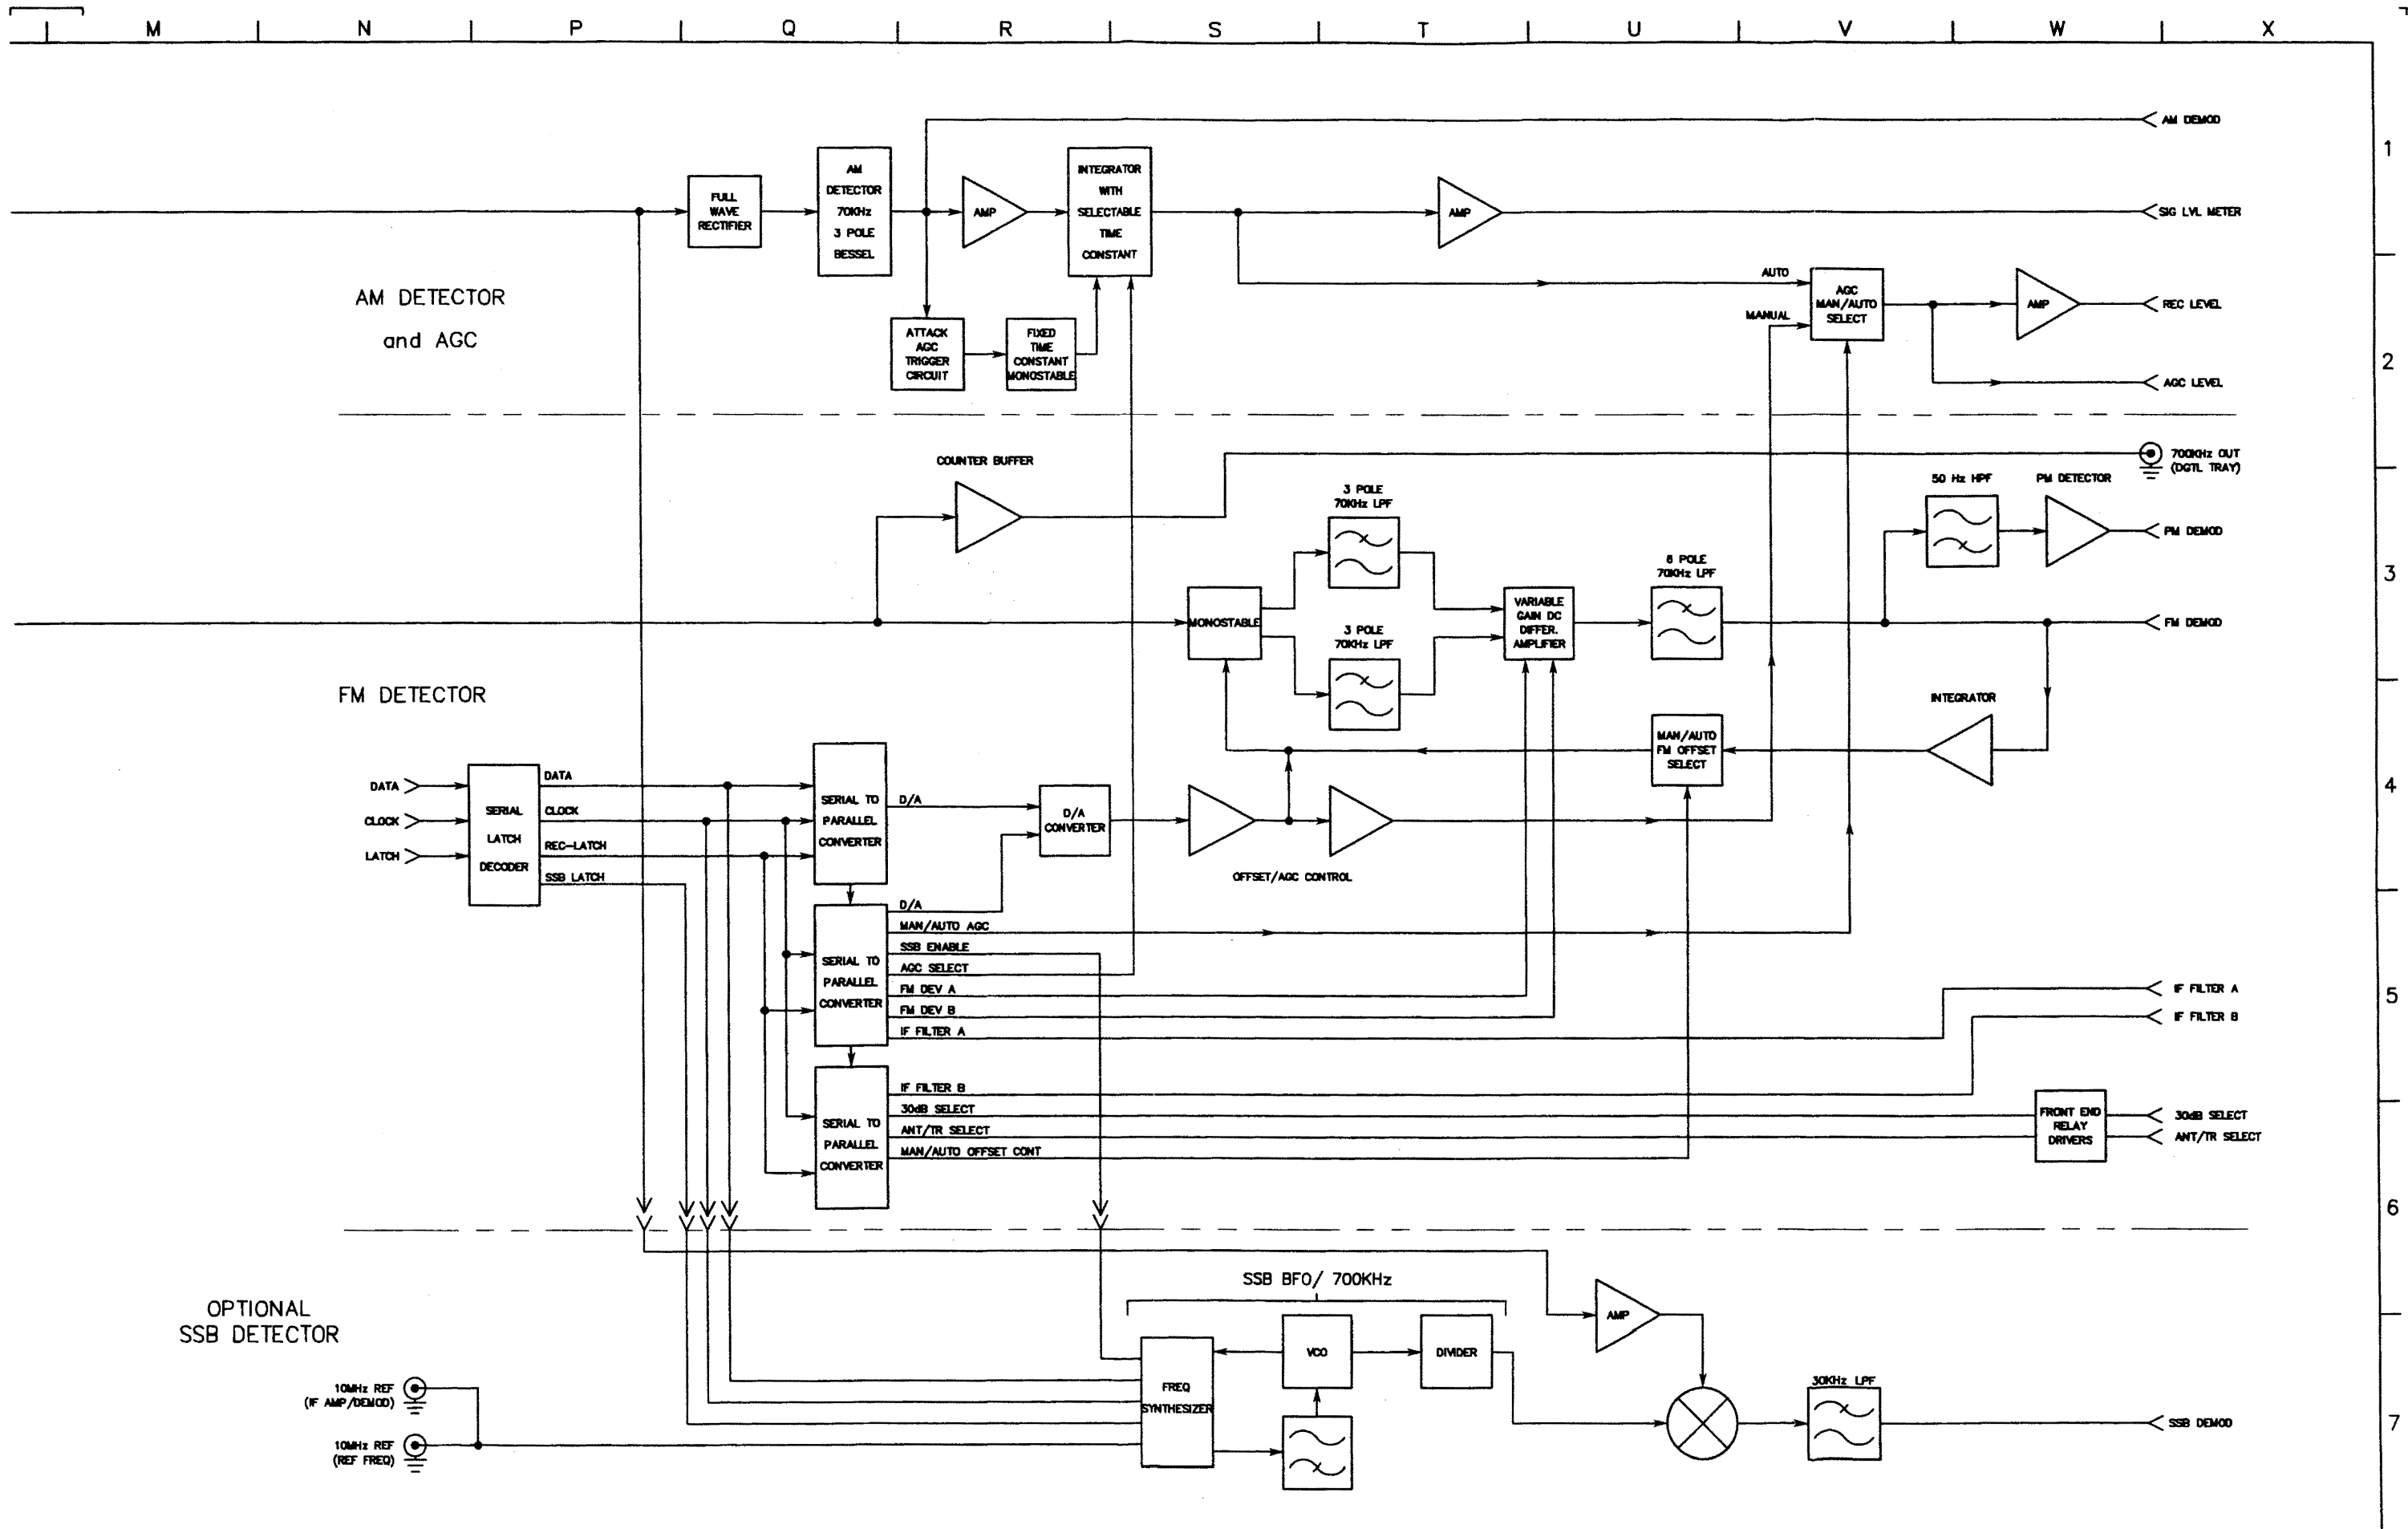 M N P Q R S T U V W X
AM DEMOD
1
FULL
WAVE
RECTIFIER
AM
DETECTOR
70KHz
3 POLE
BESSEL
AMP
INTEGRATOR
WITH
SELECTABLE
TIME
CONSTANT
AMP
SIG LVL METER
AM DETECTOR
and AGC
ATTACK
AGC
TRIGGER
CIRCUIT
FIXED
TIME
CONSTANT
MONOSTABLE
AUTO
MANUAL
AGC
MAN/AUTO
SELECT
AMP
REC LEVEL
AGC LEVEL
2
COUNTER BUFFER
700KHz OUT
(DGTL TRAY)
3 POLE
70KHz LPF
50 Hz HPF
PM DETECTOR
PM DEMOD
6 POLE
70KHz LPF
3
MONOSTABLE
3 POLE
70KHz LPF
VARIABLE
GAIN DC
DIFFER.
AMPLIFIER
FM DEMOD
FM DETECTOR
INTEGRATOR
MAN/AUTO
FM OFFSET
SELECT
DATA
CLOCK
LATCH
SERIAL
LATCH
DECODER
DATA
CLOCK
REC-LATCH
SSB LATCH
SERIAL TO
PARALLEL
CONVERTER
D/A
D/A
CONVERTER
OFFSET/AGC CONTROL
4
SERIAL TO
PARALLEL
CONVERTER
D/A
MAN/AUTO AGC
SSB ENABLE
AGC SELECT
FM DEV A
FM DEV B
IF FILTER A
IF FILTER A
IF FILTER B
5
SERIAL TO
PARALLEL
CONVERTER
IF FILTER B
30dB SELECT
ANT/TR SELECT
MAN/AUTO OFFSET CONT
FRONT END
RELAY
DRIVERS
30dB SELECT
ANT/TR SELECT
6
SSB BFO/ 700KHz
OPTIONAL
SSB DETECTOR
AMP
VCO
DIVIDER
10MHz REF
(IF AMP/DEMOD)
10MHz REF
(REF FREQ)
FREQ
SYNTHESIZER
30KHz LPF
SSB DEMOD
7